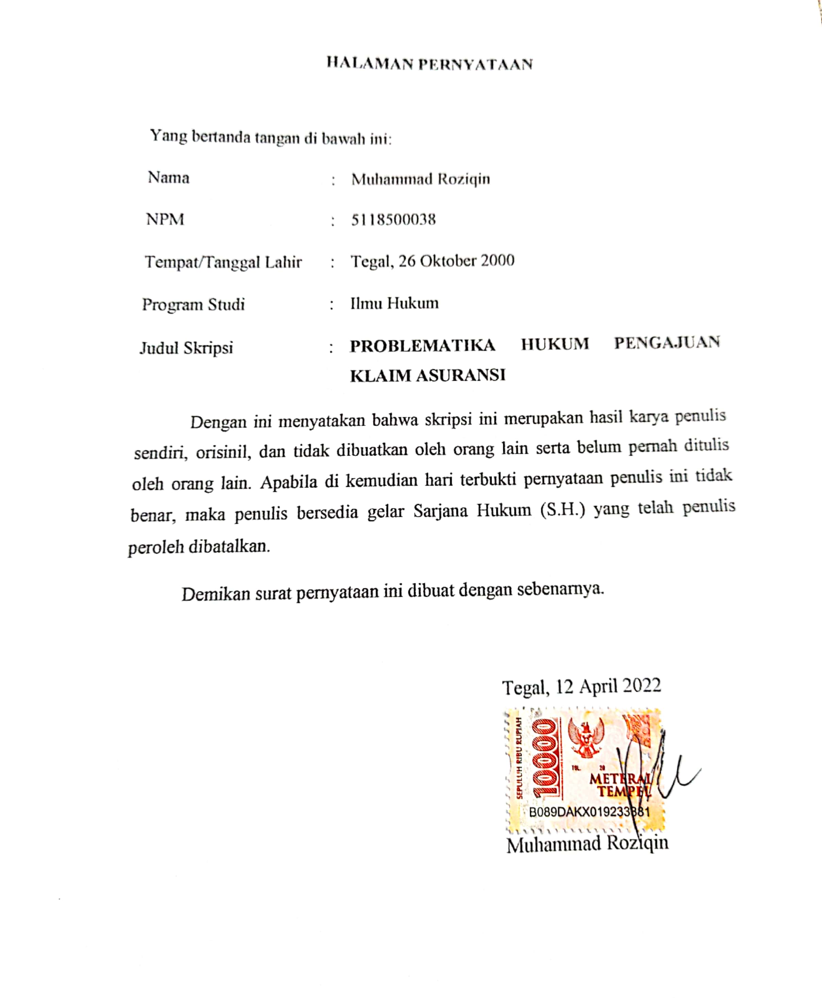 HALAMAN PERNYATAAN
Yang bertanda tangan di bawah ini:
Nama : Muhammad Roziqin
NPM : 5118500038
Tempat/Tanggal Lahir : Tegal, 26 Oktober 2000
Program Studi : Ilmu Hukum
Judul Skripsi : PROBLEMATIKA HUKUM PENGAJUAN
KLAIM ASURANSI
Dengan ini menyatakan bahwa skripsi ini merupakan hasil karya penulis
sendiri, orisinil, dan tidak dibuatkan oleh orang lain serta belum pernah ditulis
oleh orang lain. Apabila di kemudian hari terbukti pernyataan penulis ini tidak
benar, maka penulis bersedia gelar Sarjana Hukum (S.H.) yang telah penulis
peroleh dibatalkan.
Demikan surat pernyataan ini dibuat dengan sebenarnya.
Tegal, 12 April 2022
SEPULUH RIBU RUPIAH
10000
TGL. 20
METERAI
TEMPEL
B089DAKX019233881
Muhammad Roziqin